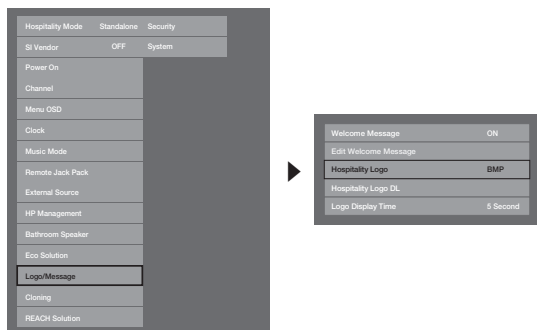 Hospitality Mode Standalone Security
SI Vendor OFF System
Power On
Channel
Menu OSD
Clock
Music Mode
Remote Jack Pack
External Source
HP Management
Bathroom Speaker
Eco Solution
Logo/Message
Cloning
REACH Solution
Welcome Message ON
Edit Welcome Message
Hospitality Logo BMP
Hospitality Logo DL
Logo Display Time 5 Second